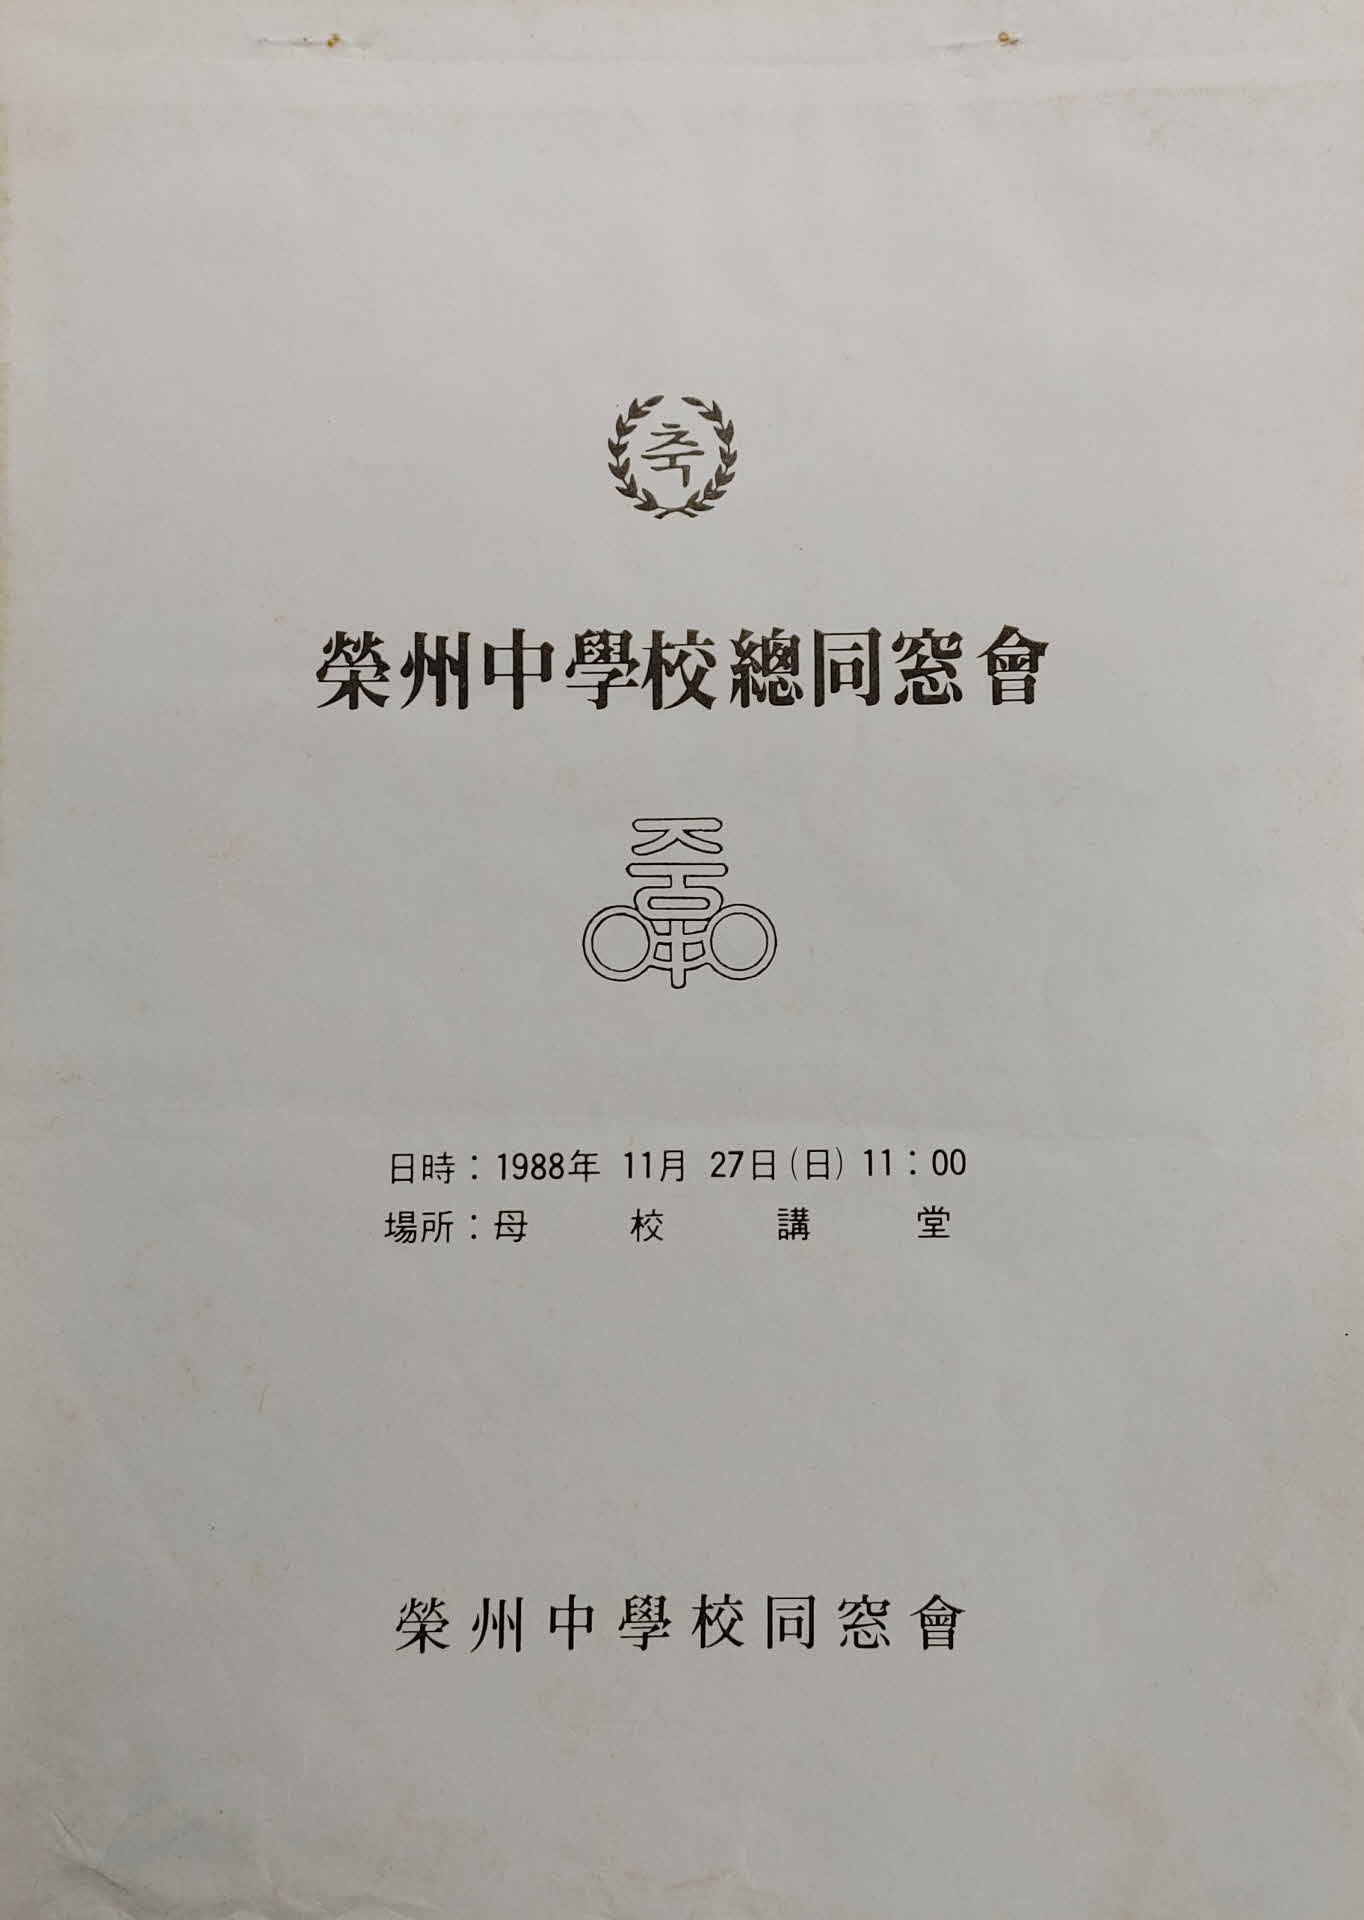 축
榮州中學校總同窓會
日時 : 1988年 11月 27日 (日) 11 : 00
場所 : 母 校 講 堂
榮州中學校同窓會